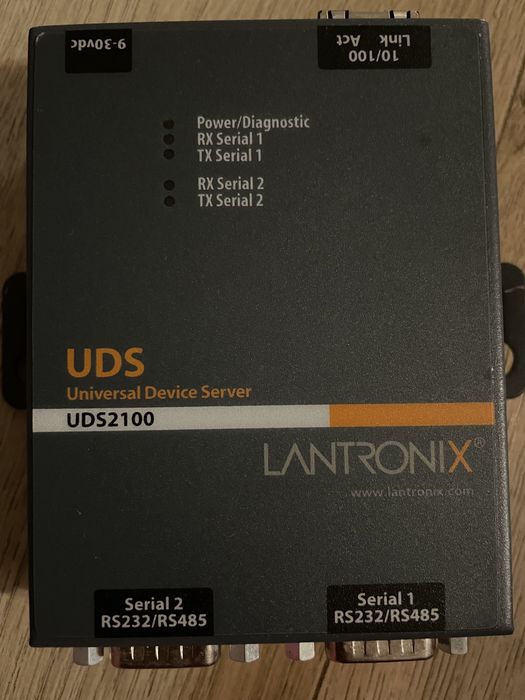 9-30vdc
10/100
Link Act
Power/Diagnostic
RX Serial 1
TX Serial 1
RX Serial 2
TX Serial 2
UDS
Universal Device Server
UDS2100
LANTRONIX®
www.lantronix.com
Serial 2
RS232/RS485
Serial 1
RS232/RS485